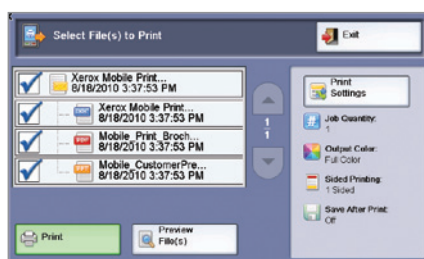 Select File(s) to Print
Exit
Xerox Mobile Print...
8/18/2010 3:37:53 PM
DOC
Xerox Mobile Print...
8/18/2010 3:37:53 PM
PDF
Mobile_Print_Broch...
8/18/2010 3:37:53 PM
PPT
Mobile_CustomerPre...
8/18/2010 3:37:53 PM
1
1
Print
Settings
Job Quantity:
1
Output Color:
Full Color
Sided Printing:
1 Sided
Save After Print:
Off
Print
Preview
File(s)